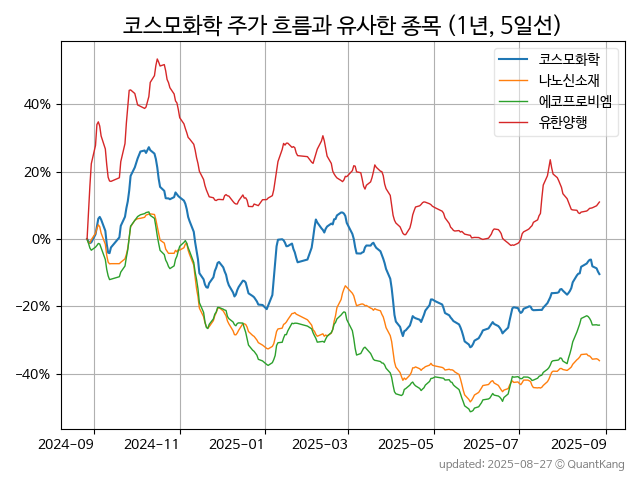 코스모화학 주가 흐름과 유사한 종목 (1년, 5일선)
코스모화학
나노신소재
에코프로비엠
유한양행
40%
20%
0%
−20%
−40%
2024-09 2024-11 2025-01 2025-03 2025-05 2025-07 2025-09
updated: 2025-08-27 © QuantKang